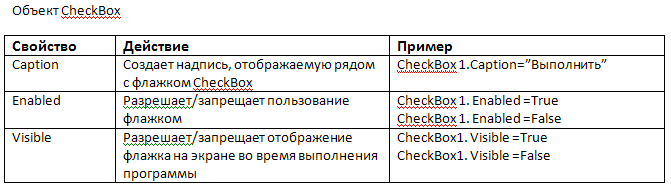 Объект CheckBox
Свойство Действие Пример
Caption Создает надпись, отображаемую рядом CheckBox 1.Caption=”Выполнить”
с флажком CheckBox
Enabled Разрешает/запрещает пользование CheckBox 1. Enabled =True
флажком CheckBox 1. Enabled =False
Visible Разрешает/запрещает отображение CheckBox1. Visible =True
флажка на экране во время выполнения CheckBox1. Visible =False
программы